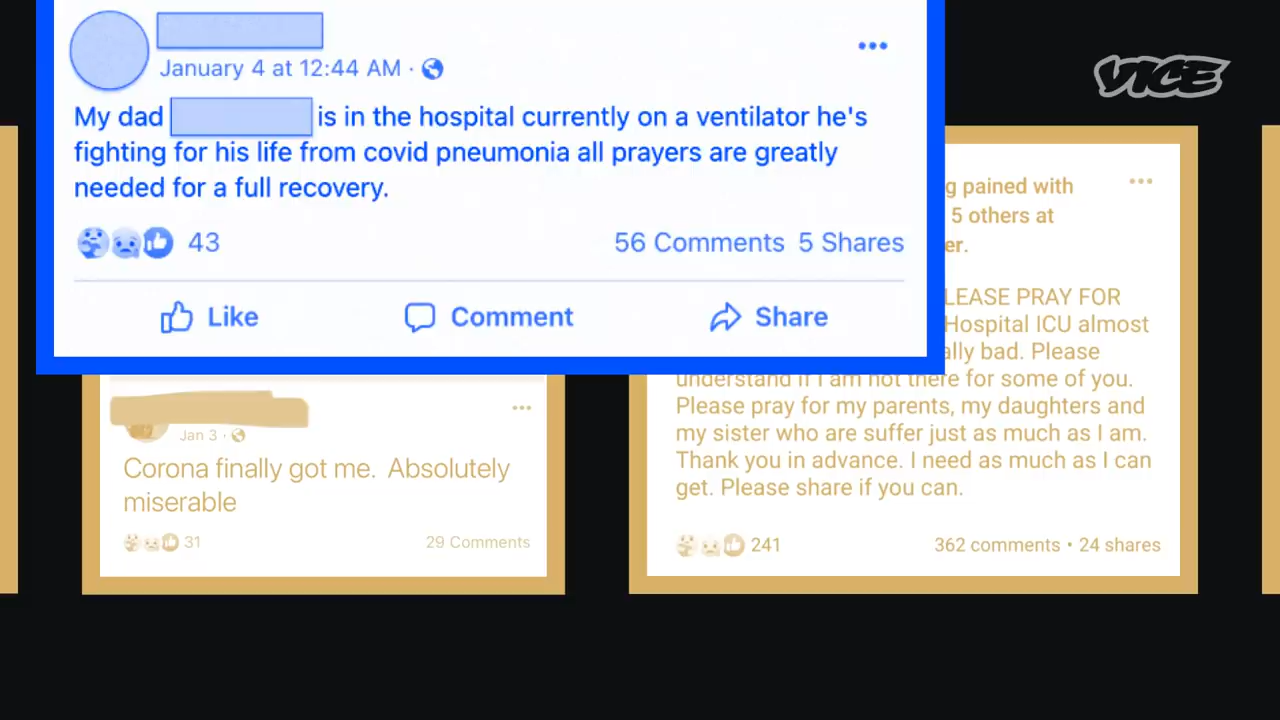 January 4 at 12:44 AM ·
My dad is in the hospital currently on a ventilator he's
fighting for his life from covid pneumonia all prayers are greatly
needed for a full recovery.
43
56 Comments 5 Shares
Like Comment Share
VICE
pained with
5 others at
PRAY FOR
Hospital ICU almost
bad. Please
understand if I am not there for some of you.
Please pray for my parents, my daughters and
my sister who are suffer just as much as I am.
Thank you in advance. I need as much as I can
get. Please share if you can.
241
362 comments • 24 shares
Jan 3 ·
Corona finally got me. Absolutely
miserable
31
29 Comments